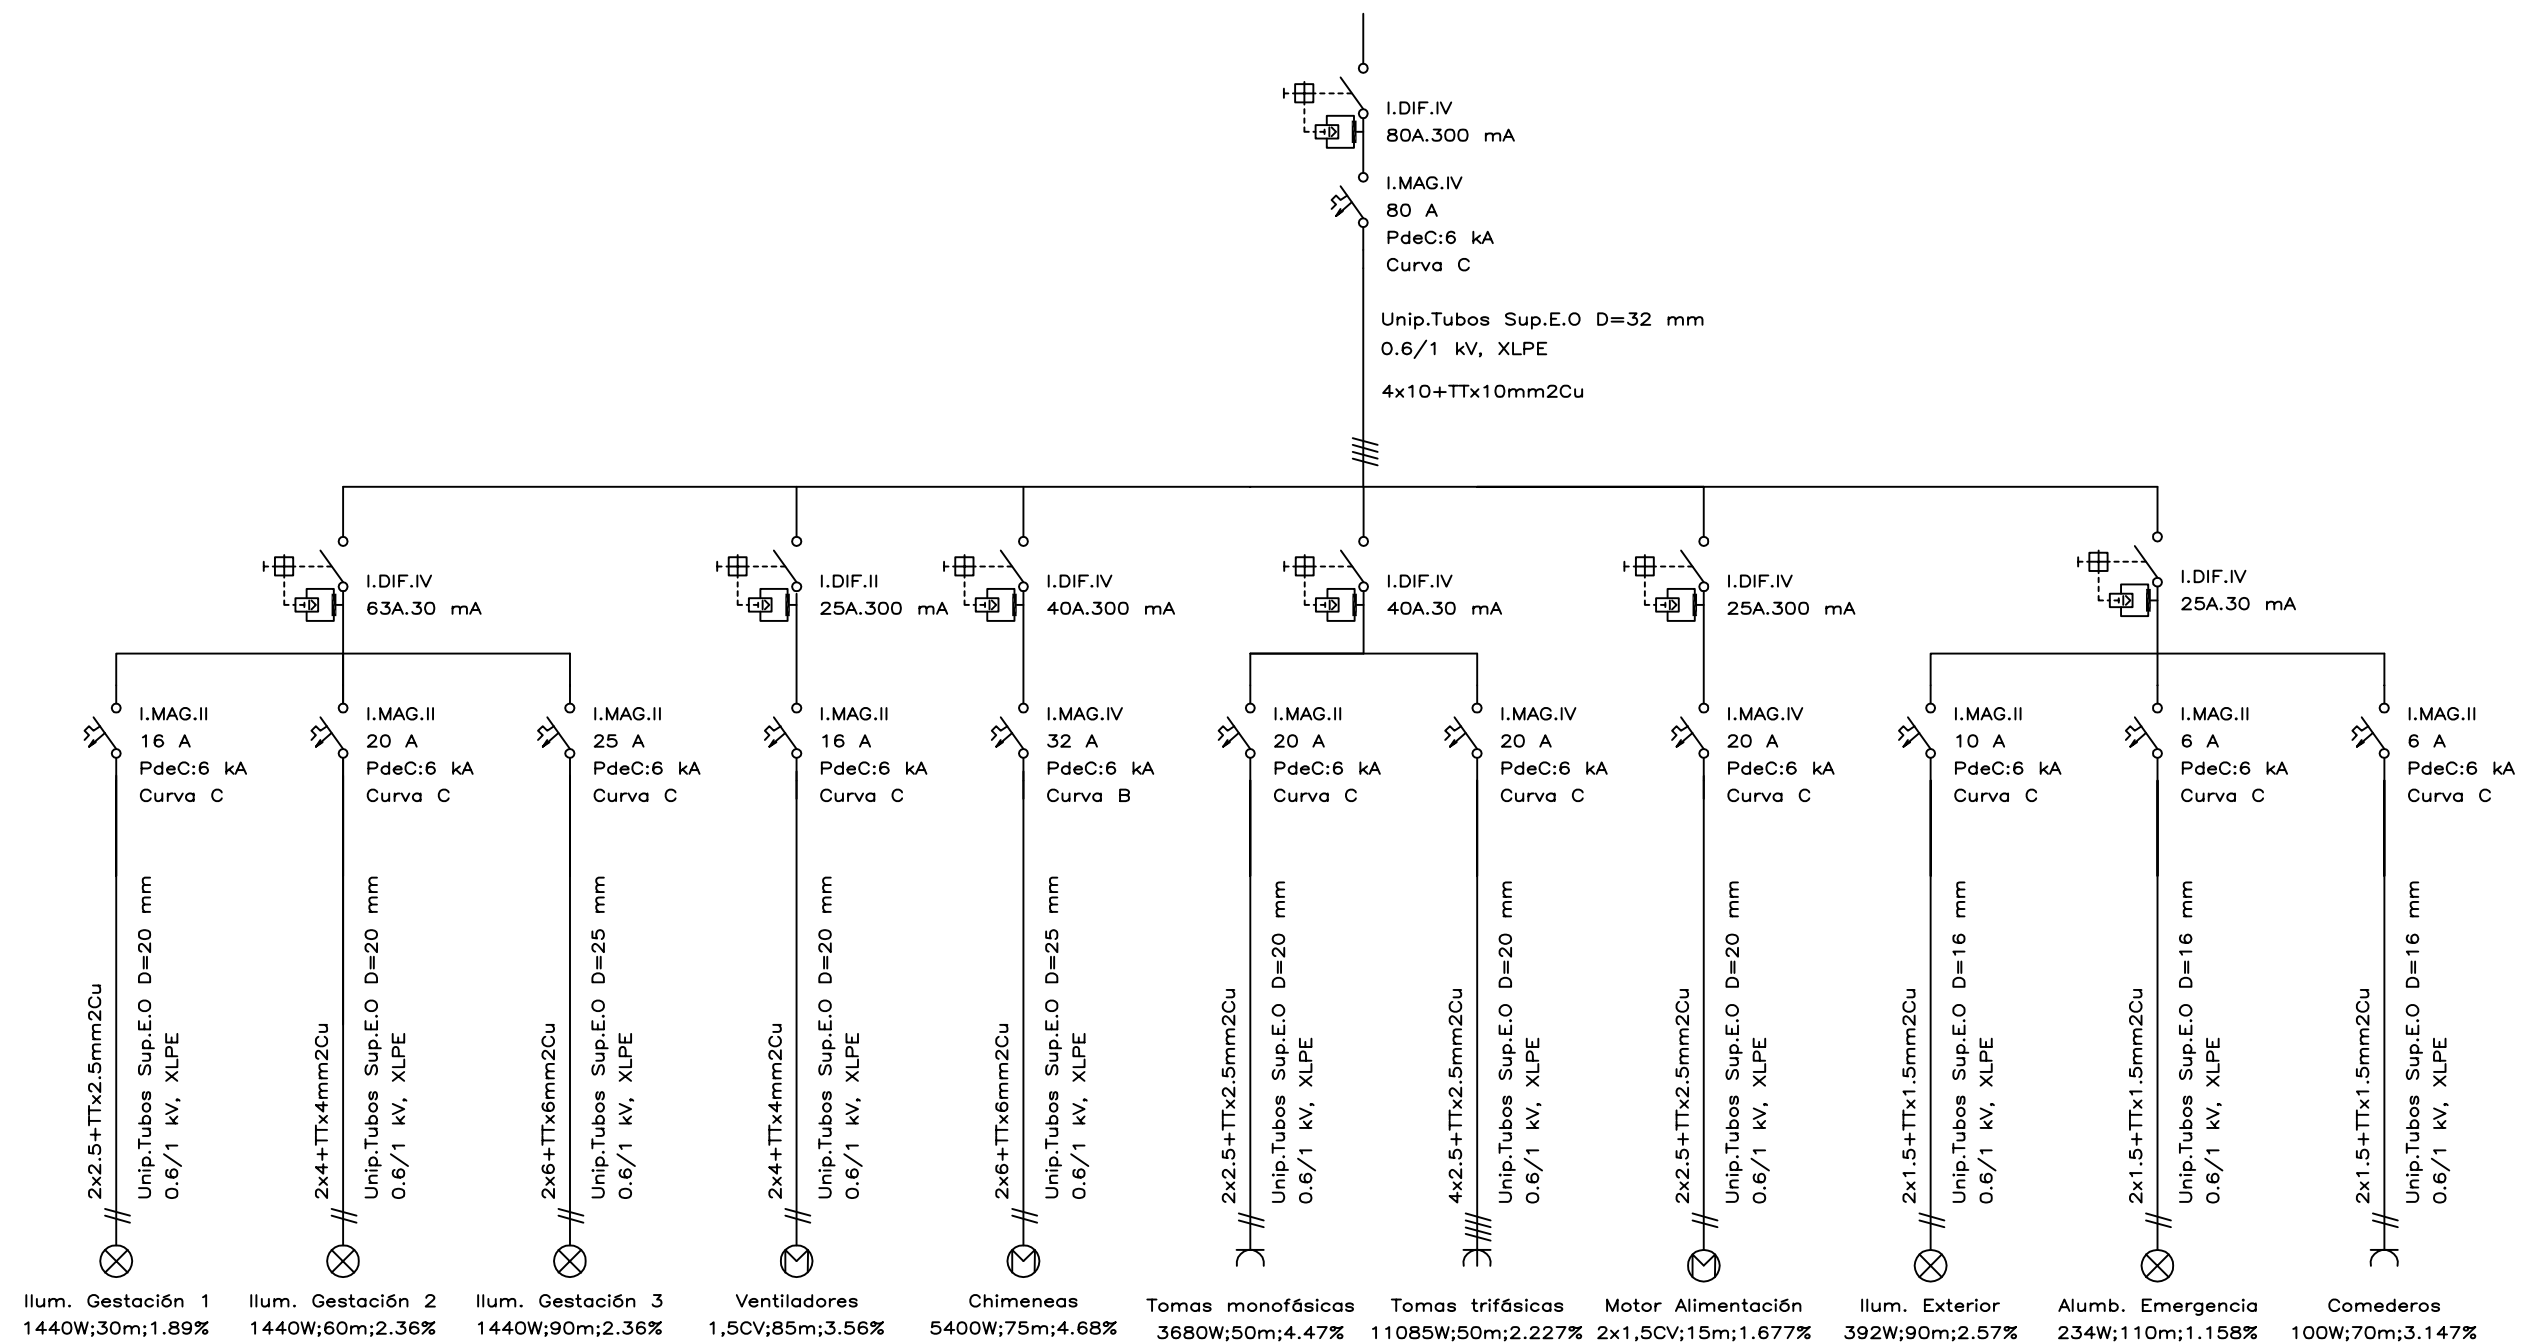 I.DIF.IV
80A.300 mA
I.MAG.IV
80 A
PdeC:6 kA
Curva C
Unip.Tubos Sup.E.O D=32 mm
0.6/1 kV, XLPE
4x10+TTx10mm2Cu
I.DIF.IV
63A.30 mA
I.DIF.II
25A.300 mA
I.DIF.IV
40A.300 mA
I.DIF.IV
40A.30 mA
I.DIF.IV
25A.300 mA
I.DIF.IV
25A.30 mA
I.MAG.II
16 A
PdeC:6 kA
Curva C
I.MAG.II
20 A
PdeC:6 kA
Curva C
I.MAG.II
25 A
PdeC:6 kA
Curva C
I.MAG.II
16 A
PdeC:6 kA
Curva C
I.MAG.IV
32 A
PdeC:6 kA
Curva B
I.MAG.II
20 A
PdeC:6 kA
Curva C
I.MAG.IV
20 A
PdeC:6 kA
Curva C
I.MAG.IV
20 A
PdeC:6 kA
Curva C
I.MAG.II
10 A
PdeC:6 kA
Curva C
I.MAG.II
6 A
PdeC:6 kA
Curva C
I.MAG.II
6 A
PdeC:6 kA
Curva C
2x2.5+TTx2.5mm2Cu
Unip.Tubos Sup.E.O D=20 mm
0.6/1 kV, XLPE
2x4+TTx4mm2Cu
Unip.Tubos Sup.E.O D=20 mm
0.6/1 kV, XLPE
2x6+TTx6mm2Cu
Unip.Tubos Sup.E.O D=25 mm
0.6/1 kV, XLPE
2x4+TTx4mm2Cu
Unip.Tubos Sup.E.O D=20 mm
0.6/1 kV, XLPE
2x6+TTx6mm2Cu
Unip.Tubos Sup.E.O D=25 mm
0.6/1 kV, XLPE
2x2.5+TTx2.5mm2Cu
Unip.Tubos Sup.E.O D=20 mm
0.6/1 kV, XLPE
4x2.5+TTx2.5mm2Cu
Unip.Tubos Sup.E.O D=20 mm
0.6/1 kV, XLPE
2x2.5+TTx2.5mm2Cu
Unip.Tubos Sup.E.O D=20 mm
0.6/1 kV, XLPE
2x1.5+TTx1.5mm2Cu
Unip.Tubos Sup.E.O D=16 mm
0.6/1 kV, XLPE
2x1.5+TTx1.5mm2Cu
Unip.Tubos Sup.E.O D=16 mm
0.6/1 kV, XLPE
2x1.5+TTx1.5mm2Cu
Unip.Tubos Sup.E.O D=16 mm
0.6/1 kV, XLPE
Ilum. Gestación 1
1440W;30m;1.89%
Ilum. Gestación 2
1440W;60m;2.36%
Ilum. Gestación 3
1440W;90m;2.36%
Ventiladores
1,5CV;85m;3.56%
Chimeneas
5400W;75m;4.68%
Tomas monofásicas
3680W;50m;4.47%
Tomas trifásicas
11085W;50m;2.227%
Motor Alimentación
2x1,5CV;15m;1.677%
Ilum. Exterior
392W;90m;2.57%
Alumb. Emergencia
234W;110m;1.158%
Comederos
100W;70m;3.147%